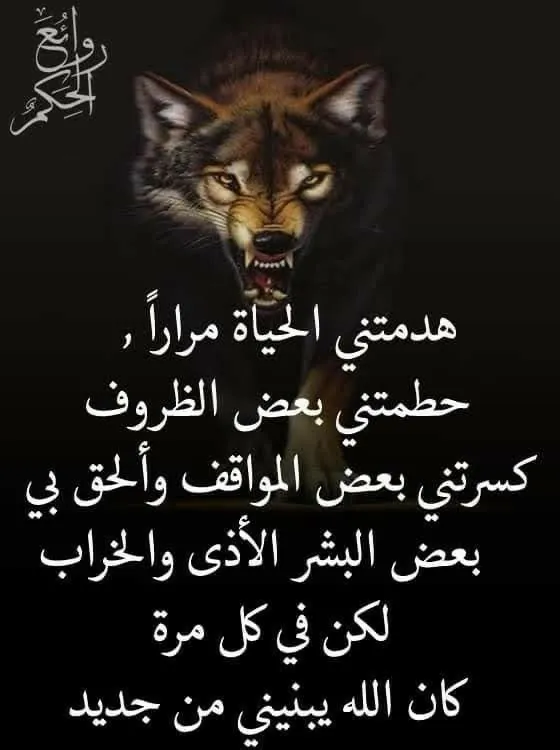 روائع
الحكم
هدمتني الحياة مراراً ,
حطمتني بعض الظروف
كسرتني بعض المواقف وألحق بي
بعض البشر الأذى والخراب
لكن في كل مرة
كان الله يبنيني من جديد